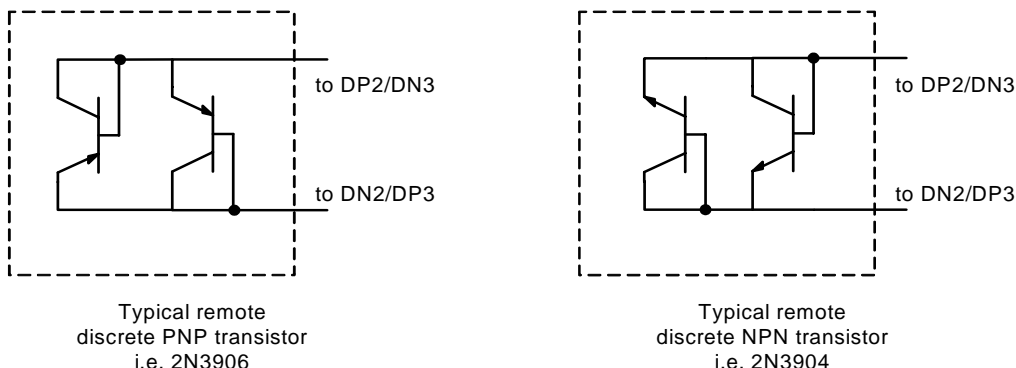 to DP2/DN3
to DN2/DP3
Typical remote
discrete PNP transistor
i.e. 2N3906
to DP2/DN3
to DN2/DP3
Typical remote
discrete NPN transistor
i.e. 2N3904